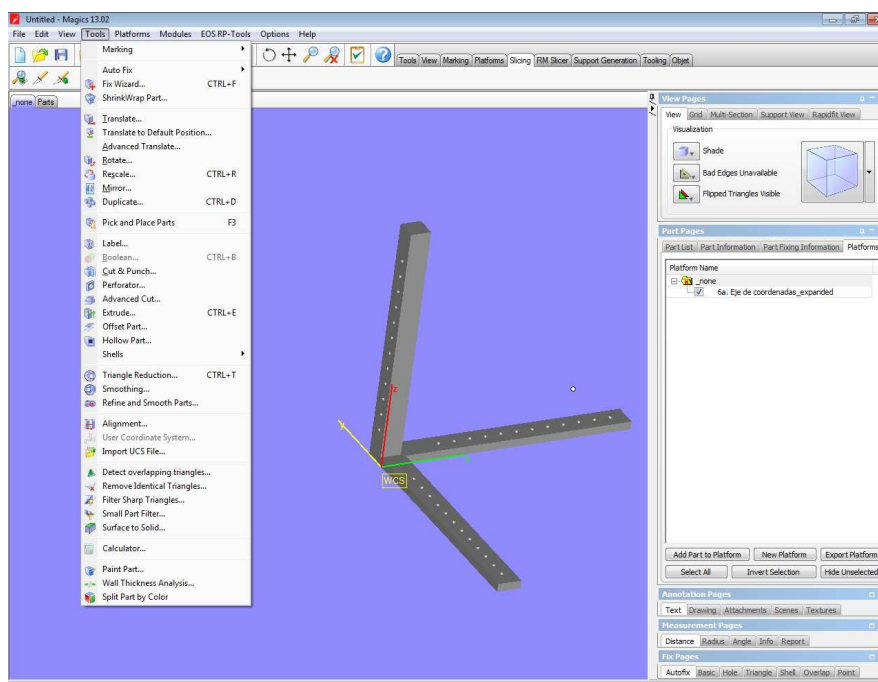 Untitled - Magics 13.02
File Edit View Tools Platforms Modules EOS RP-Tools Options Help
Tools View Marking Platforms Slicing RM Slicer Support Generation Tooling Objet
Marking
Auto Fix
Fix Wizard... CTRL+F
ShrinkWrap Part...
Translate...
Translate to Default Position...
Advanced Translate...
Rotate...
Rescale... CTRL+R
Mirror...
Duplicate... CTRL+D
Pick and Place Parts F3
Label...
Boolean... CTRL+B
Cut & Punch...
Perforator...
Advanced Cut...
Extrude... CTRL+E
Offset Part...
Hollow Part...
Shells
Triangle Reduction... CTRL+T
Smoothing...
Refine and Smooth Parts...
Alignment...
User Coordinate System...
Import UCS File...
Detect overlapping triangles...
Remove Identical Triangles...
Filter Sharp Triangles...
Small Part Filter...
Surface to Solid...
Calculator...
Paint Part...
Wall Thickness Analysis...
Split Part by Color
_none Parts
z
WCS
View Pages
View Grid Multi-Section Support View Rapidfit View
Visualization
Shade
Bad Edges Unavailable
Flipped Triangles Visible
Part Pages
Part List Part Information Part Fixing Information Platforms
Platform Name
_none
6a. Eje de coordenadas_expanded
Add Part to Platform New Platform Export Platform
Select All Invert Selection Hide Unselected
Annotation Pages
Text Drawing Attachments Scenes Textures
Measurement Pages
Distance Radius Angle Info Report
Fix Pages
Autofix Basic Hole Triangle Shell Overlap Point